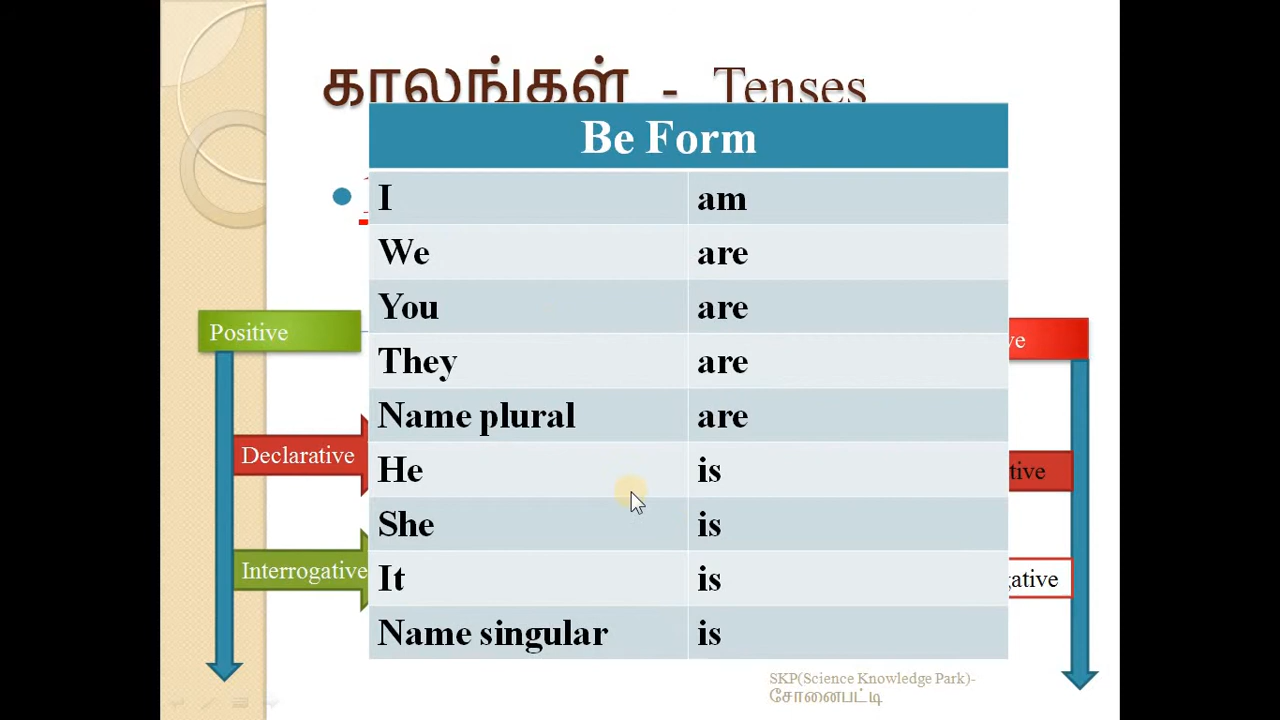 காலங்கள் - Tenses
Be Form
I am
We are
You are
They are
Name plural are
He is
She is
It is
Name singular is
Positive
Declarative
Interrogative
SKP(Science Knowledge Park)-
சோனைபட்டி